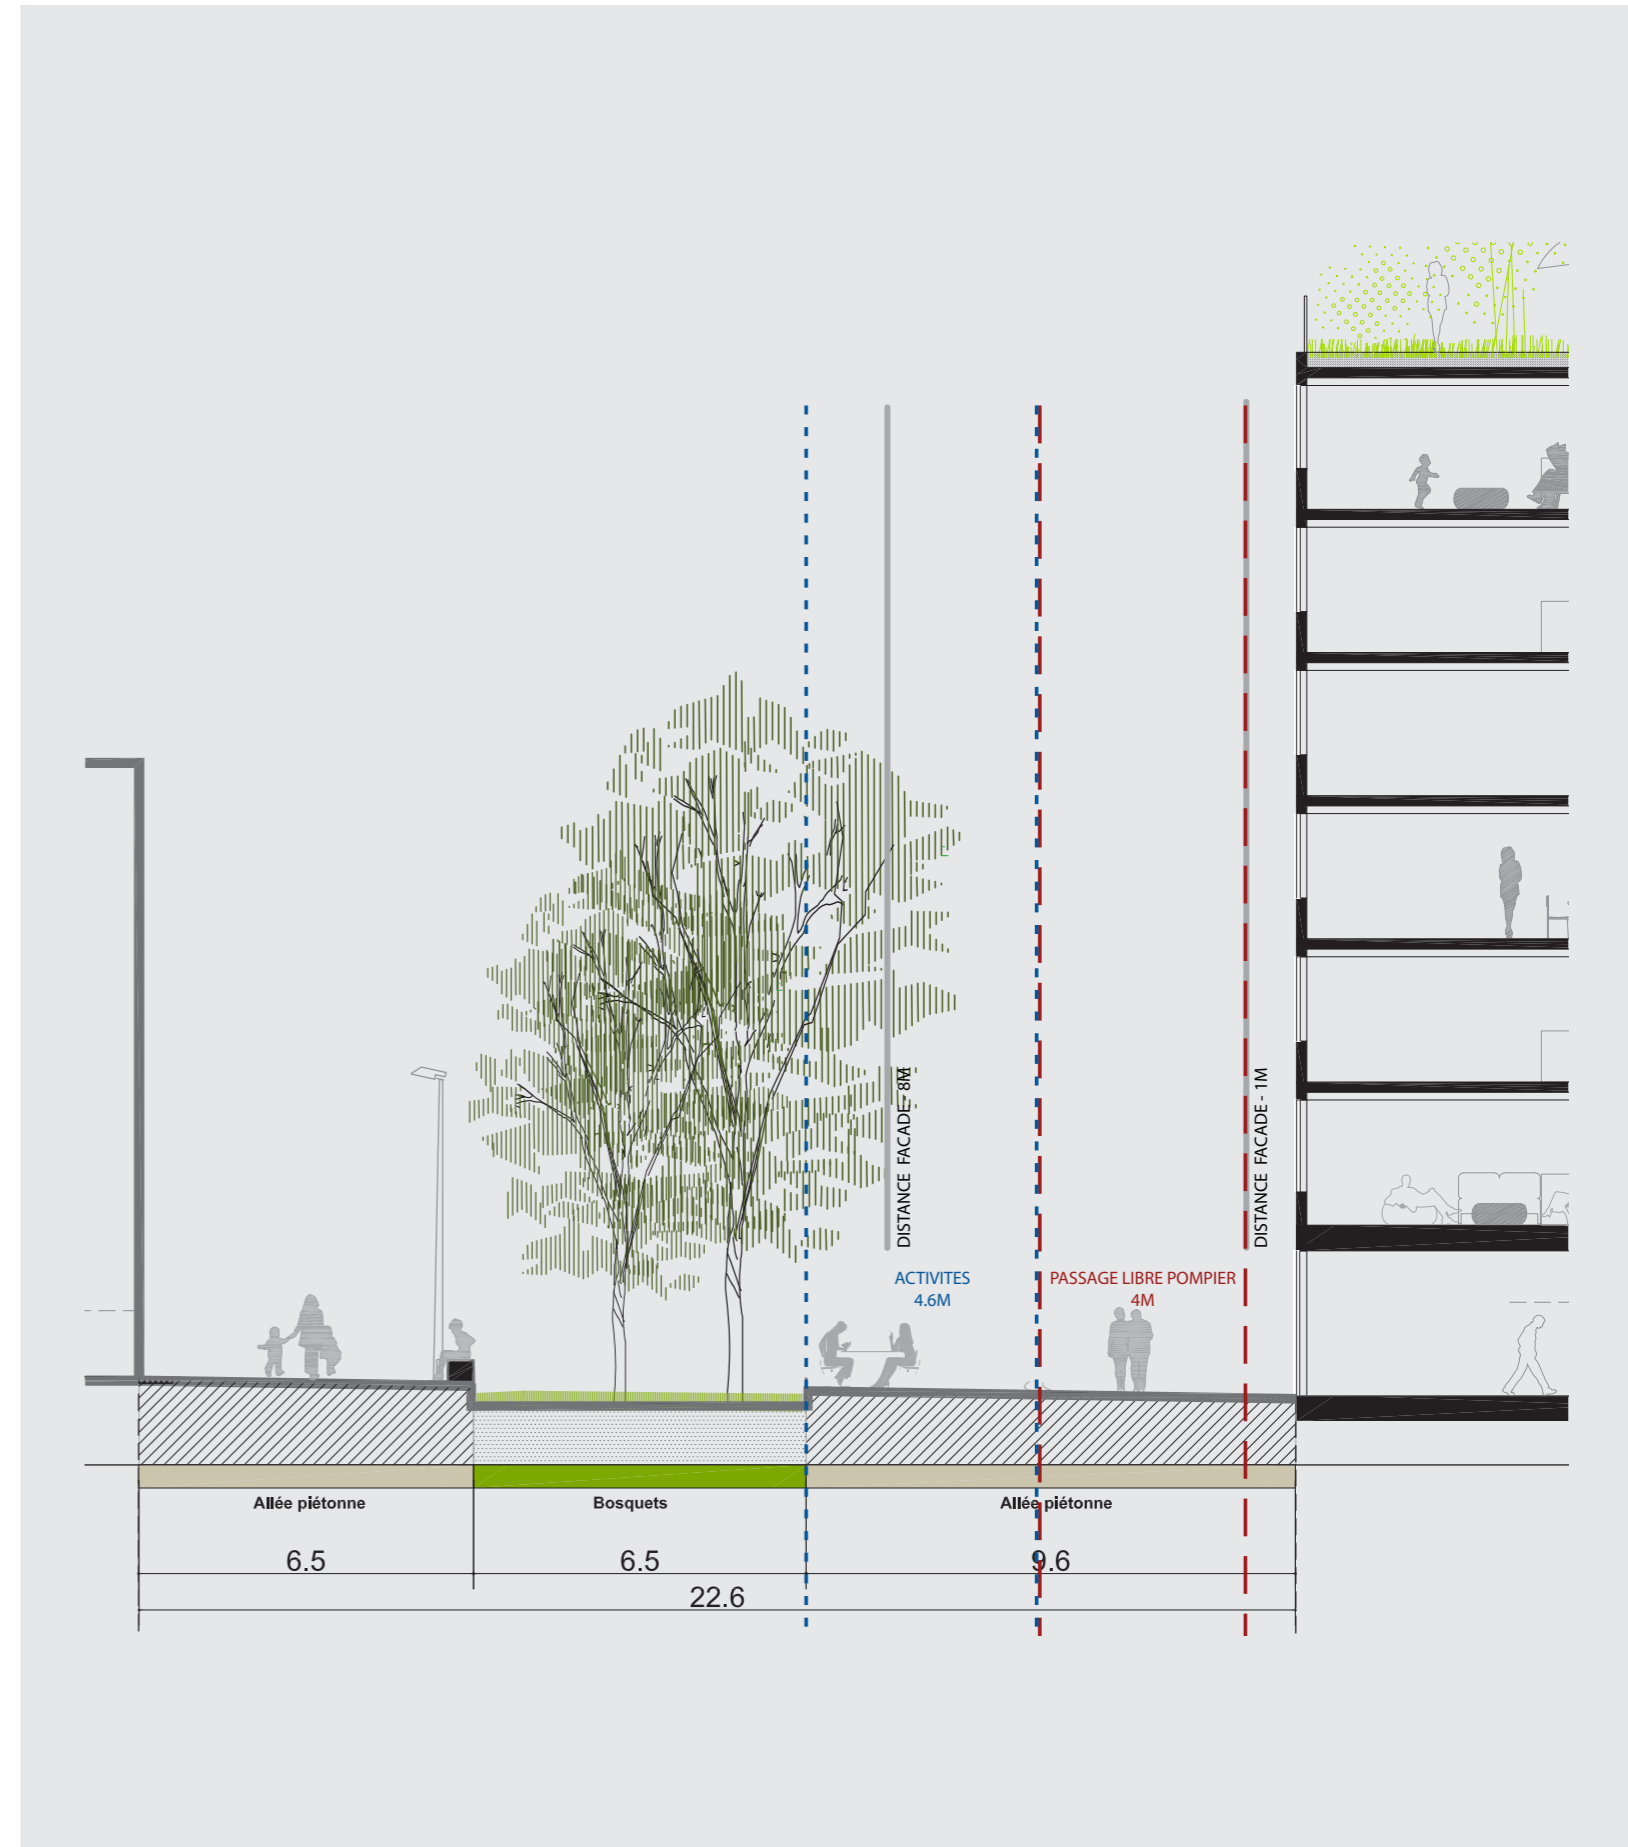 DISTANCE FACADE - 8M
DISTANCE FACADE - 1M
ACTIVITES
4.6M
PASSAGE LIBRE POMPIER
4M
Allée piétonne
Bosquets
Allée piétonne
6.5
6.5
9.6
22.6